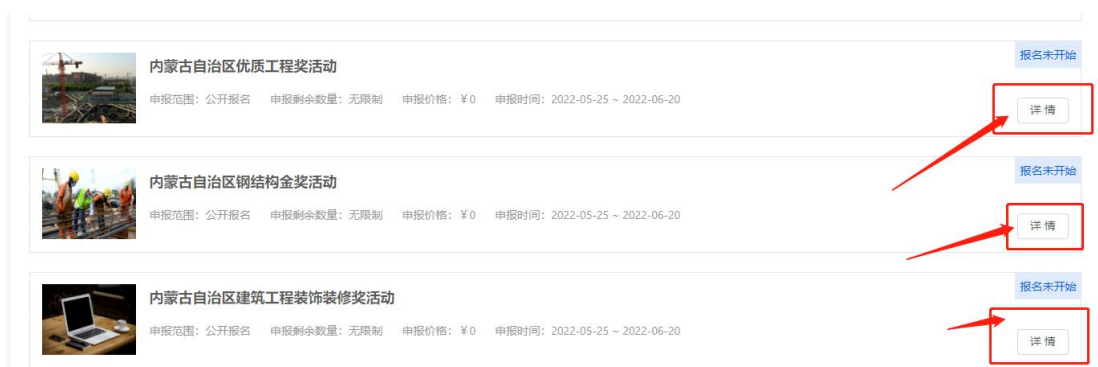 报名未开始
内蒙古自治区优质工程奖活动
申报范围：公开报名 申报剩余数量：无限制 申报价格：￥0 申报时间：2022-05-25 ~ 2022-06-20
详 情
报名未开始
内蒙古自治区钢结构金奖活动
申报范围：公开报名 申报剩余数量：无限制 申报价格：￥0 申报时间：2022-05-25 ~ 2022-06-20
详 情
报名未开始
内蒙古自治区建筑工程装饰装修奖活动
申报范围：公开报名 申报剩余数量：无限制 申报价格：￥0 申报时间：2022-05-25 ~ 2022-06-20
详 情